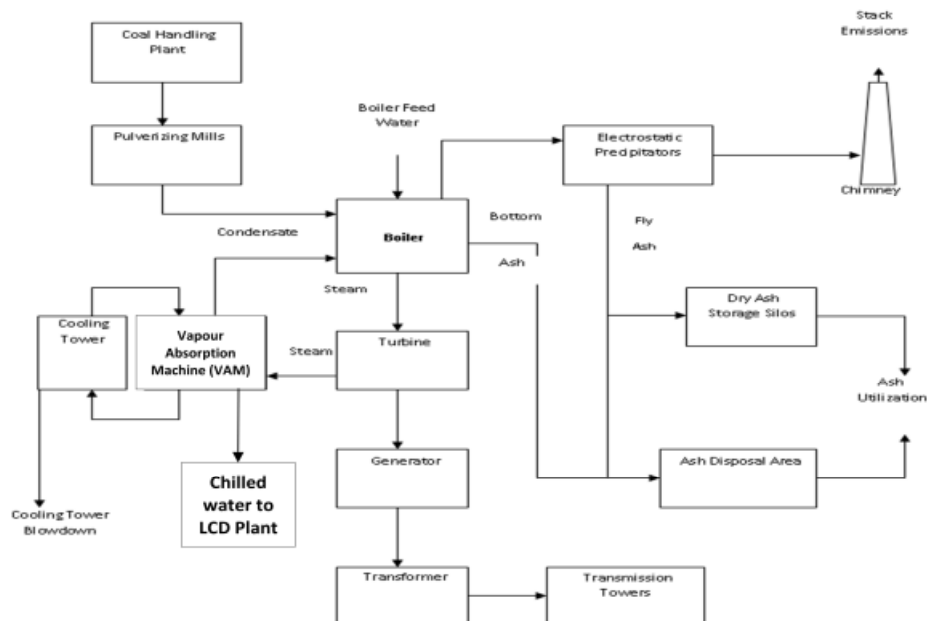 Stack
Emissions
Coal Handling
Plant
Boiler Feed
Water
Pulverizing Mills
Electrostatic
Precipitators
Chimney
Condensate
Boiler
Bottom
Ash
Fly
Ash
Steam
Dry Ash
Storage Silos
Cooling
Tower
Vapour
Absorption
Machine (VAM)
Steam
Turbine
Ash
Utilization
Generator
Ash Disposal Area
Chilled
water to
LCD Plant
Cooling Tower
Blowdown
Transformer
Transmission
Towers